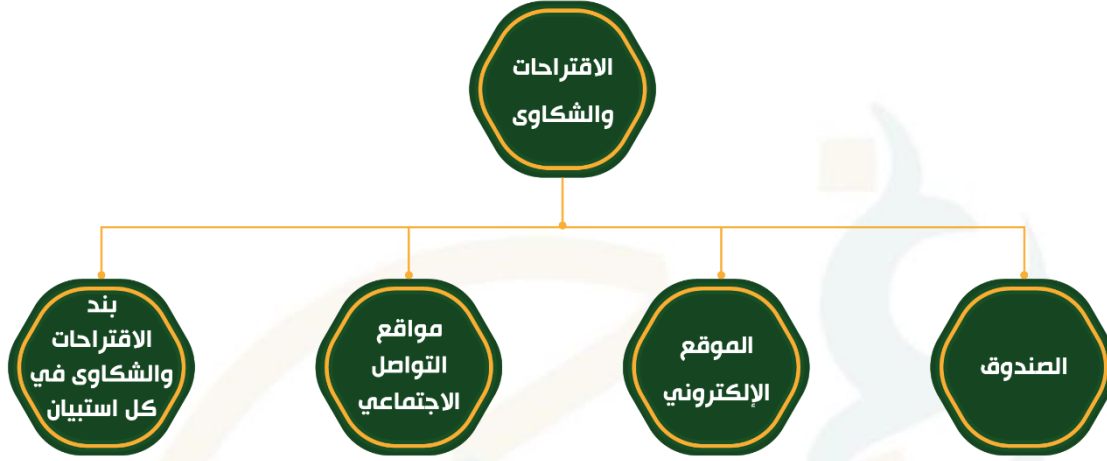 الاقتراحات
والشكاوى
الصندوق
الموقع
الإلكتروني
مواقع
التواصل
الاجتماعي
بند
الاقتراحات
والشكاوى في
كل استبيان